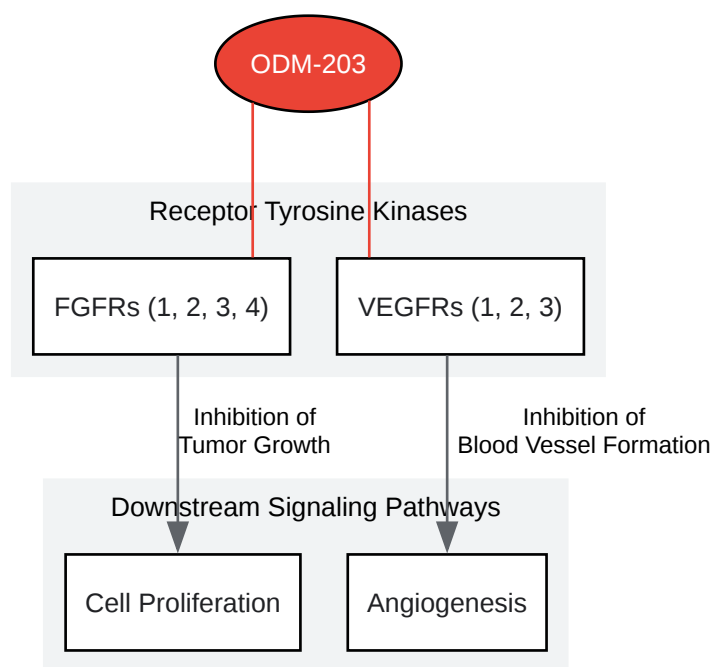 ODM-203
Receptor Tyrosine Kinases
FGFRs (1, 2, 3, 4)
VEGFRs (1, 2, 3)
Inhibition of
Tumor Growth
Inhibition of
Blood Vessel Formation
Downstream Signaling Pathways
Cell Proliferation
Angiogenesis